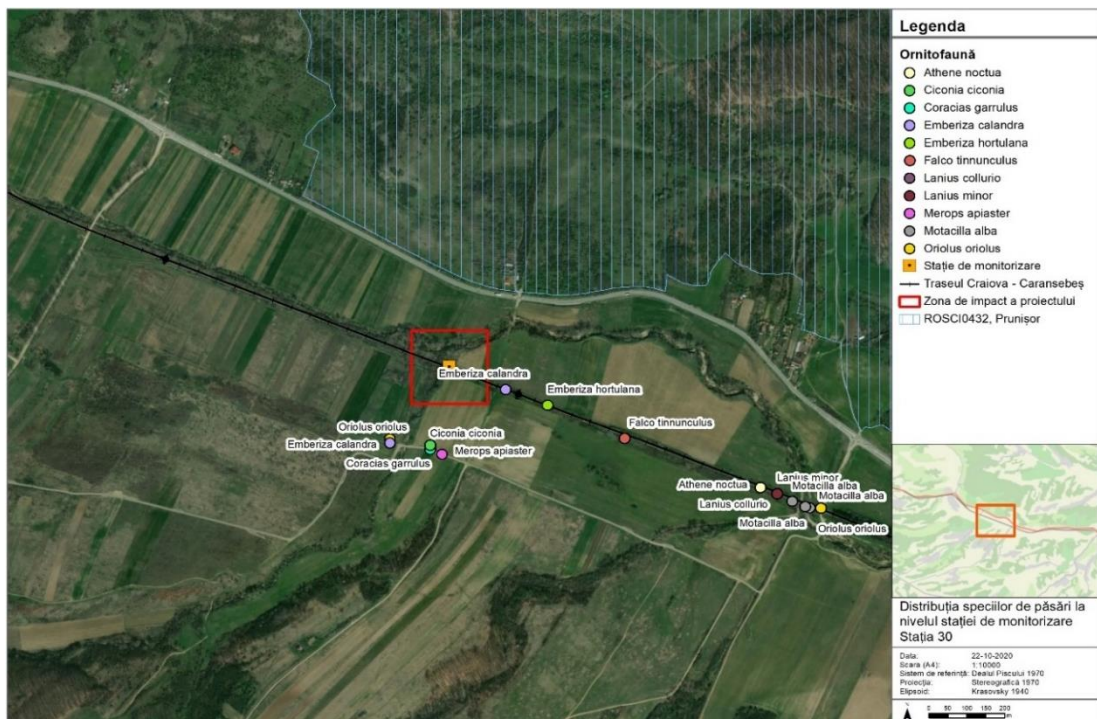 Legenda
Ornitofaună
Athene noctua
Ciconia ciconia
Coracias garrulus
Emberiza calandra
Emberiza hortulana
Falco tinnunculus
Lanius collurio
Lanius minor
Merops apiaster
Motacilla alba
Oriolus oriolus
Stație de monitorizare
Traseul Craiova - Caransebeș
Zona de impact a proiectului
ROSCI0432, Prunișor
Emberiza calandra
Emberiza hortulana
Falco tinnunculus
Oriolus oriolus
Ciconia ciconia
Emberiza calandra
Merops apiaster
Coracias garrulus
Lanius minor
Athene noctua
Motacilla alba
Lanius collurio
Motacilla alba
Motacilla alba
Oriolus oriolus
Distribuția speciilor de păsări la
nivelul stației de monitorizare
Stația 30
Data: 22-10-2020
Scara (A4): 1:10000
Sistem de referință: Dealul Piscului 1970
Proiecția: Stereografică 1970
Elipsoid: Krasovsky 1940
0 50 100 150 200
m